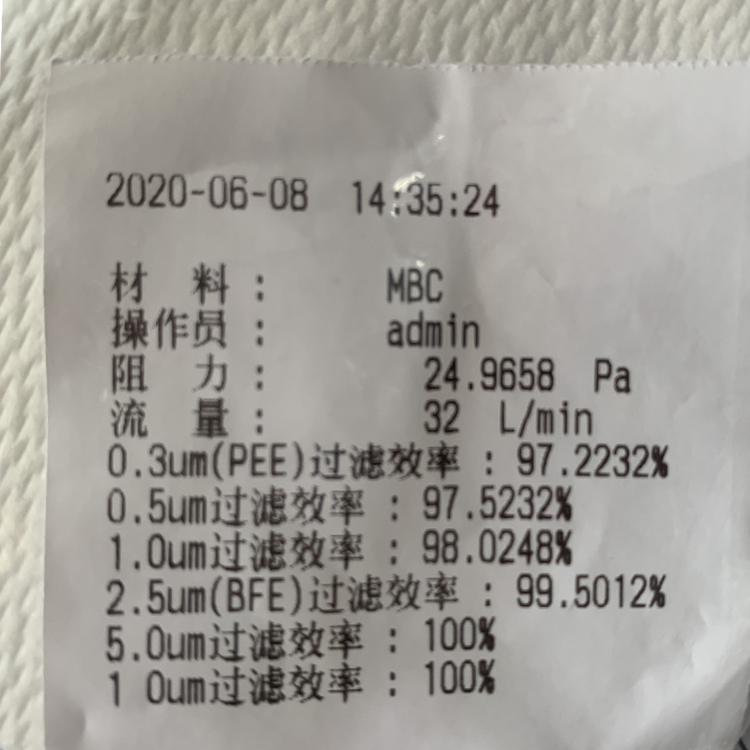 2020-06-08 14:35:24
材 料: MBC
操作员: admin
阻 力: 24.9658 Pa
流 量: 32 L/min
0.3um(PEE)过滤效率: 97.2232%
0.5um过滤效率: 97.5232%
1.0um过滤效率: 98.0248%
2.5um(BFE)过滤效率: 99.5012%
5.0um过滤效率: 100%
1 0um过滤效率: 100%